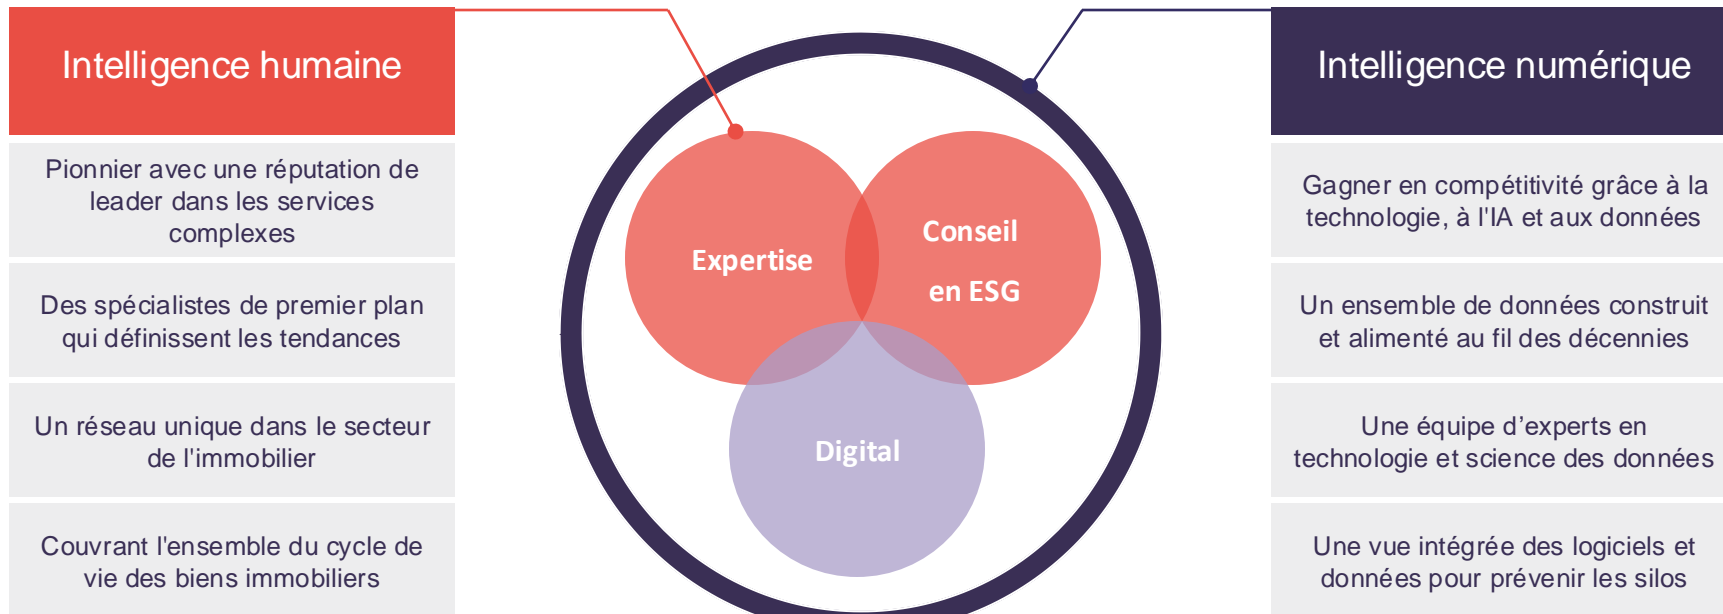 Intelligence humaine
Pionnier avec une réputation de
leader dans les services
complexes
Des spécialistes de premier plan
qui définissent les tendances
Un réseau unique dans le secteur
de l'immobilier
Couvrant l'ensemble du cycle de
vie des biens immobiliers
Expertise
Conseil
en ESG
Digital
Intelligence numérique
Gagner en compétitivité grâce à la
technologie, à l'IA et aux données
Un ensemble de données construit
et alimenté au fil des décennies
Une équipe d’experts en
technologie et science des données
Une vue intégrée des logiciels et
données pour prévenir les silos